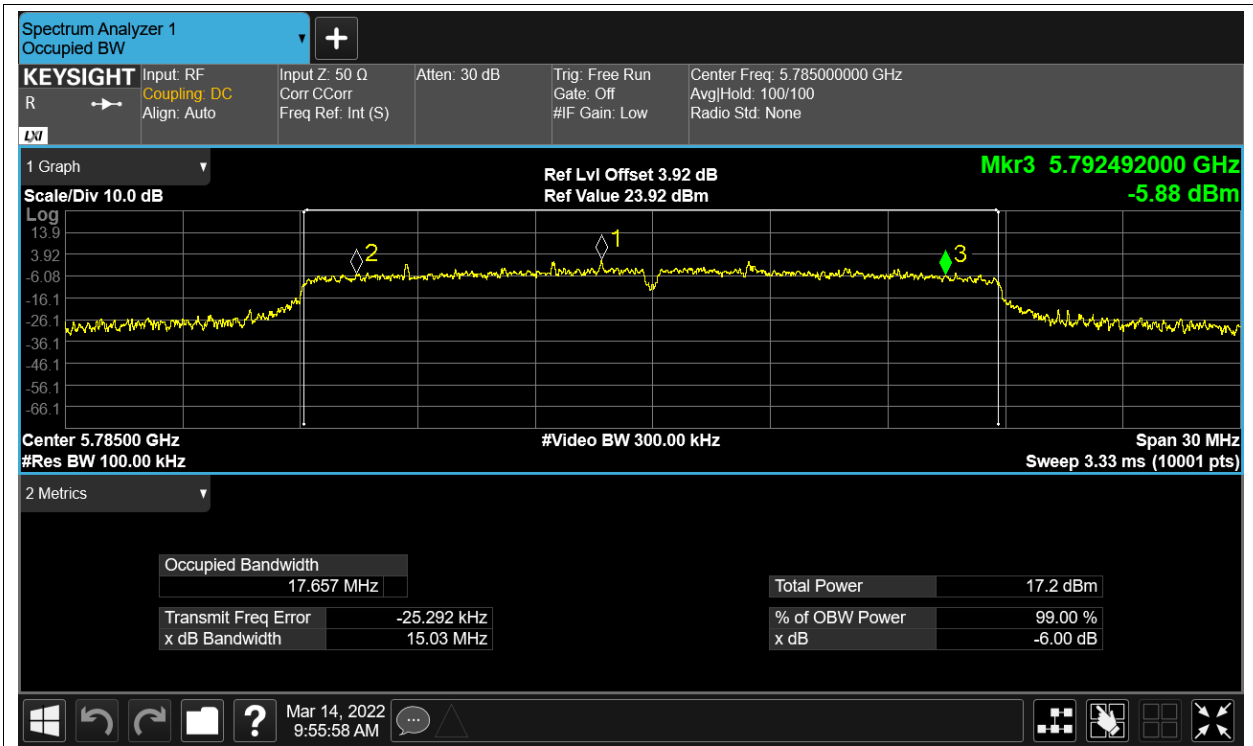 Spectrum Analyzer 1
Occupied BW
KEYSIGHT
R
LXI
Input: RF
Coupling: DC
Align: Auto
Input Z: 50 Ω
Corr CCorr
Freq Ref: Int (S)
Atten: 30 dB
Trig: Free Run
Gate: Off
#IF Gain: Low
Center Freq: 5.785000000 GHz
Avg|Hold: 100/100
Radio Std: None
1 Graph
Scale/Div 10.0 dB
Ref Lvl Offset 3.92 dB
Ref Value 23.92 dBm
Mkr3 5.792492000 GHz
-5.88 dBm
Log
13.9
3.92
-6.08
-16.1
-26.1
-36.1
-46.1
-56.1
-66.1
2
1
3
Center 5.78500 GHz
#Video BW 300.00 kHz
Span 30 MHz
#Res BW 100.00 kHz
Sweep 3.33 ms (10001 pts)
2 Metrics
Occupied Bandwidth
17.657 MHz
Transmit Freq Error -25.292 kHz
x dB Bandwidth 15.03 MHz
Total Power 17.2 dBm
% of OBW Power 99.00 %
x dB -6.00 dB
?
Mar 14, 2022
9:55:58 AM